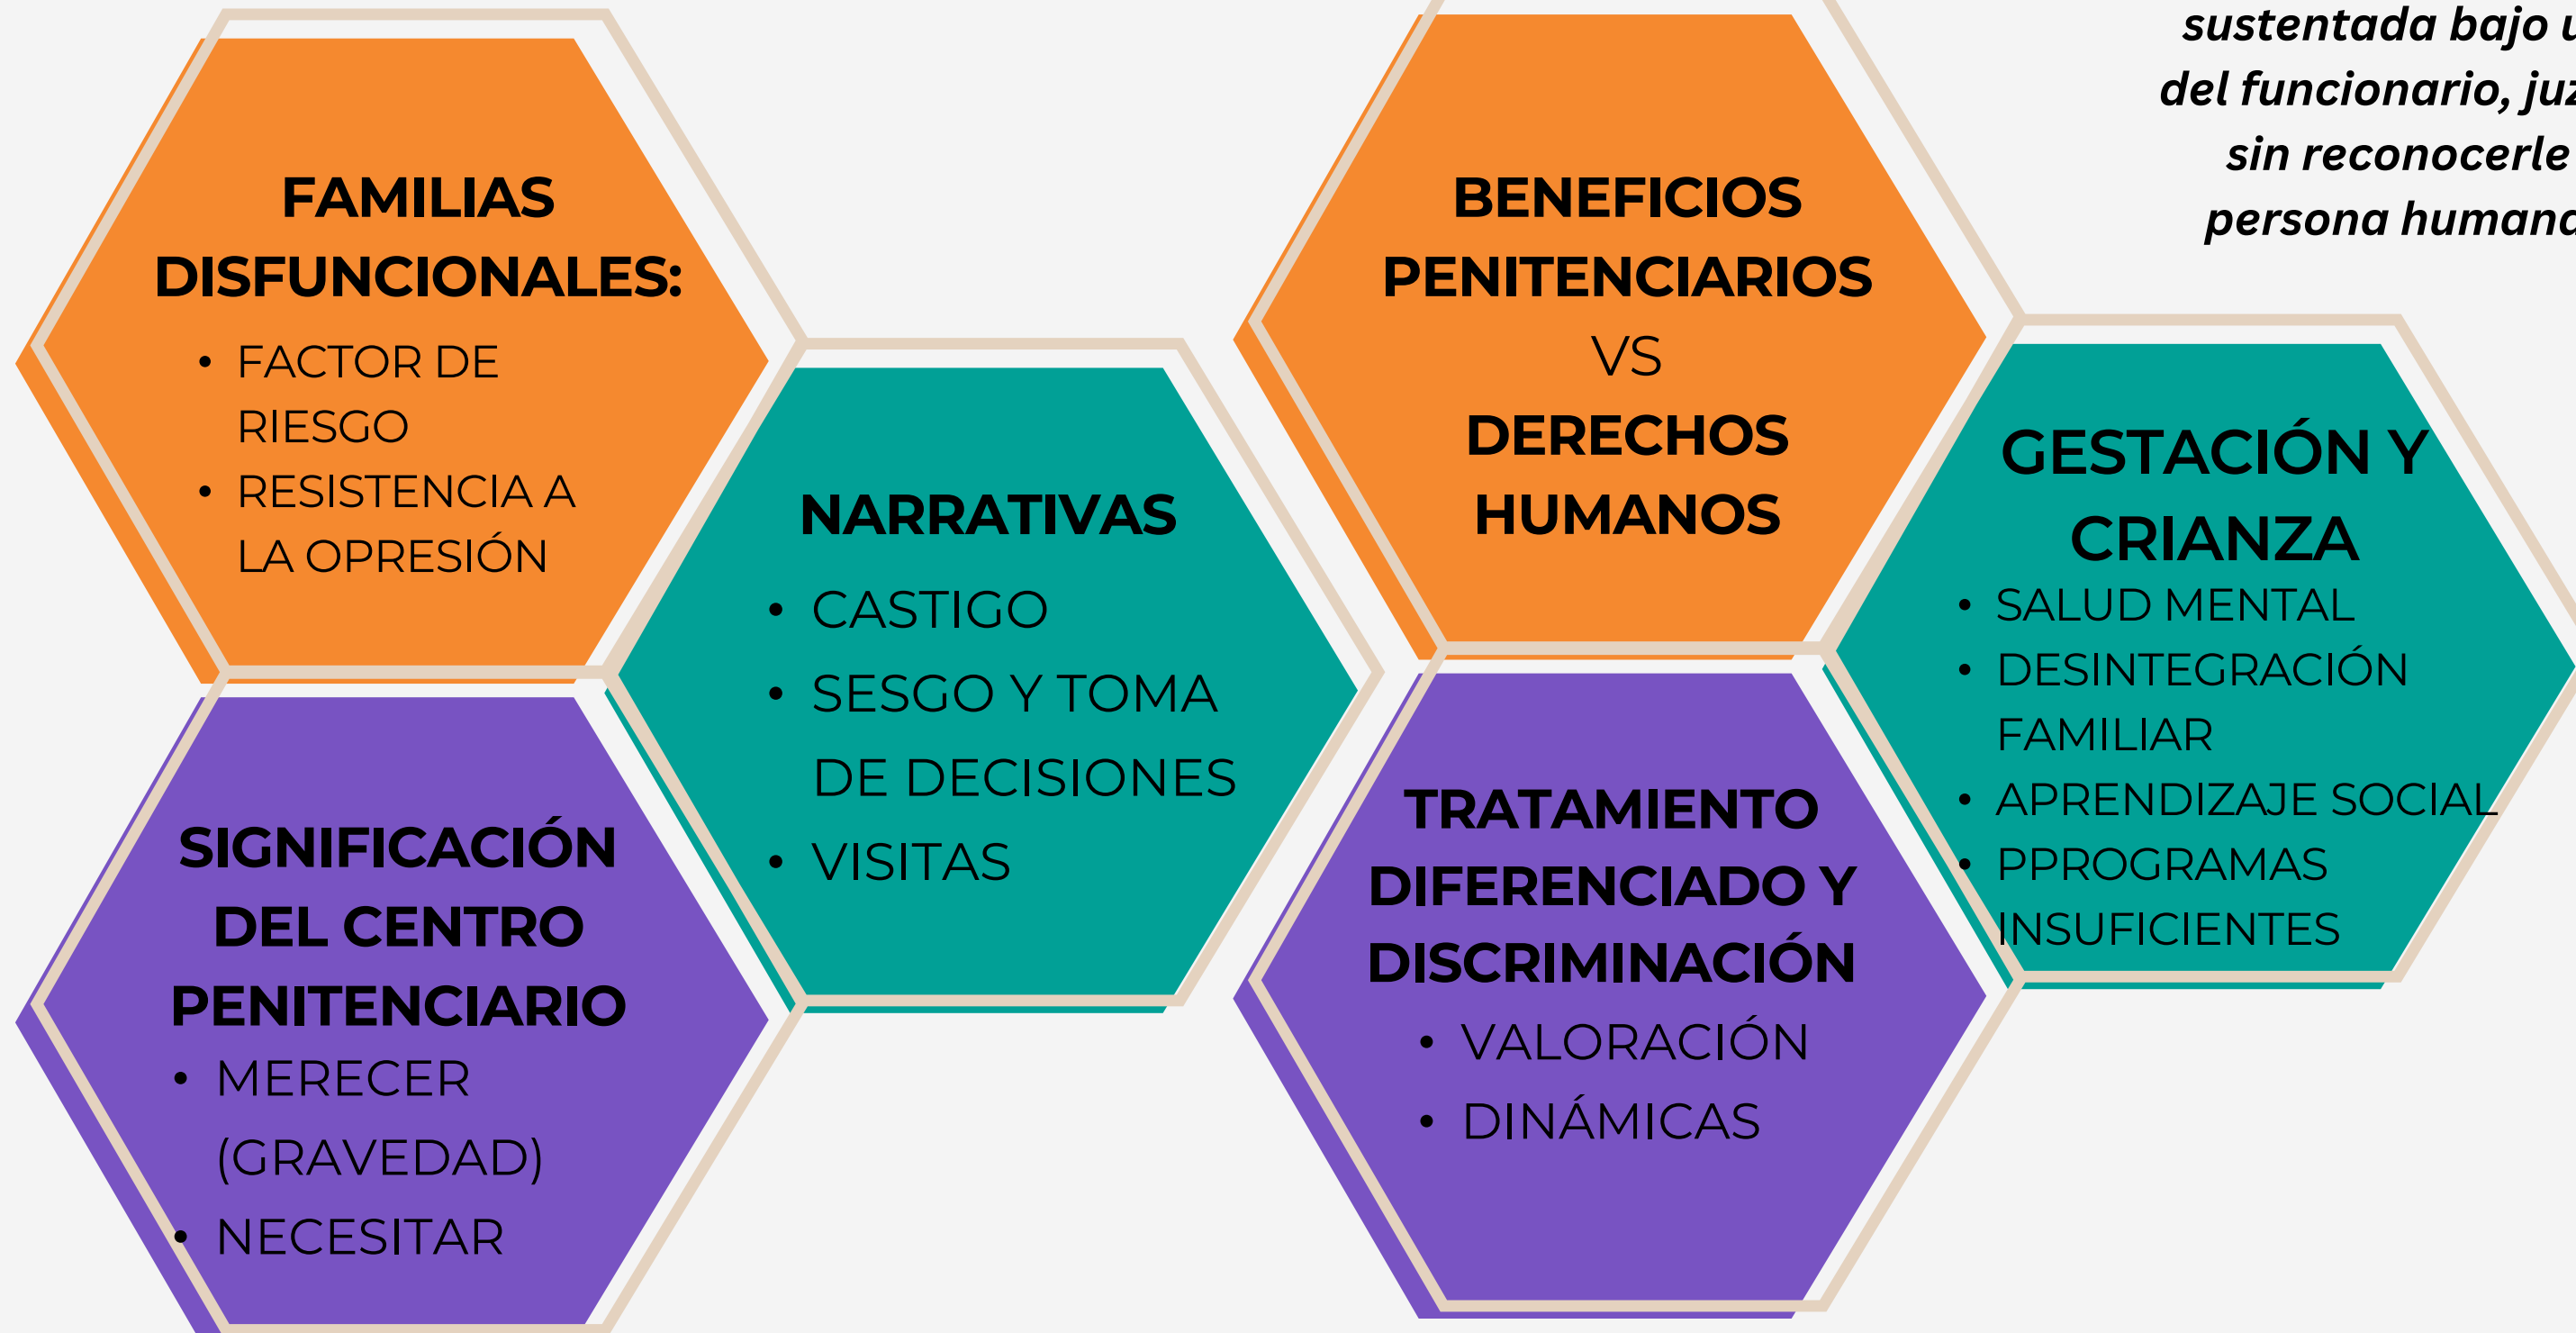 FAMILIAS
DISFUNCIONALES:
• FACTOR DE
RIESGO
• RESISTENCIA A
LA OPRESIÓN
NARRATIVAS
• CASTIGO
• SESGO Y TOMA
DE DECISIONES
• VISITAS
SIGNIFICACIÓN
DEL CENTRO
PENITENCIARIO
• MERECER
(GRAVEDAD)
• NECESITAR
BENEFICIOS
PENITENCIARIOS
VS
DERECHOS
HUMANOS
TRATAMIENTO
DIFERENCIADO Y
DISCRIMINACIÓN
• VALORACIÓN
• DINÁMICAS
sustentada bajo
del funcionario,
sin reconocerle
persona
GESTACIÓN Y
CRIANZA
• SALUD MENTAL
• DESINTEGRACIÓN
FAMILIAR
• APRENDIZAJE SOCIAL
• PPROGRAMAS
INSUFICIENTES